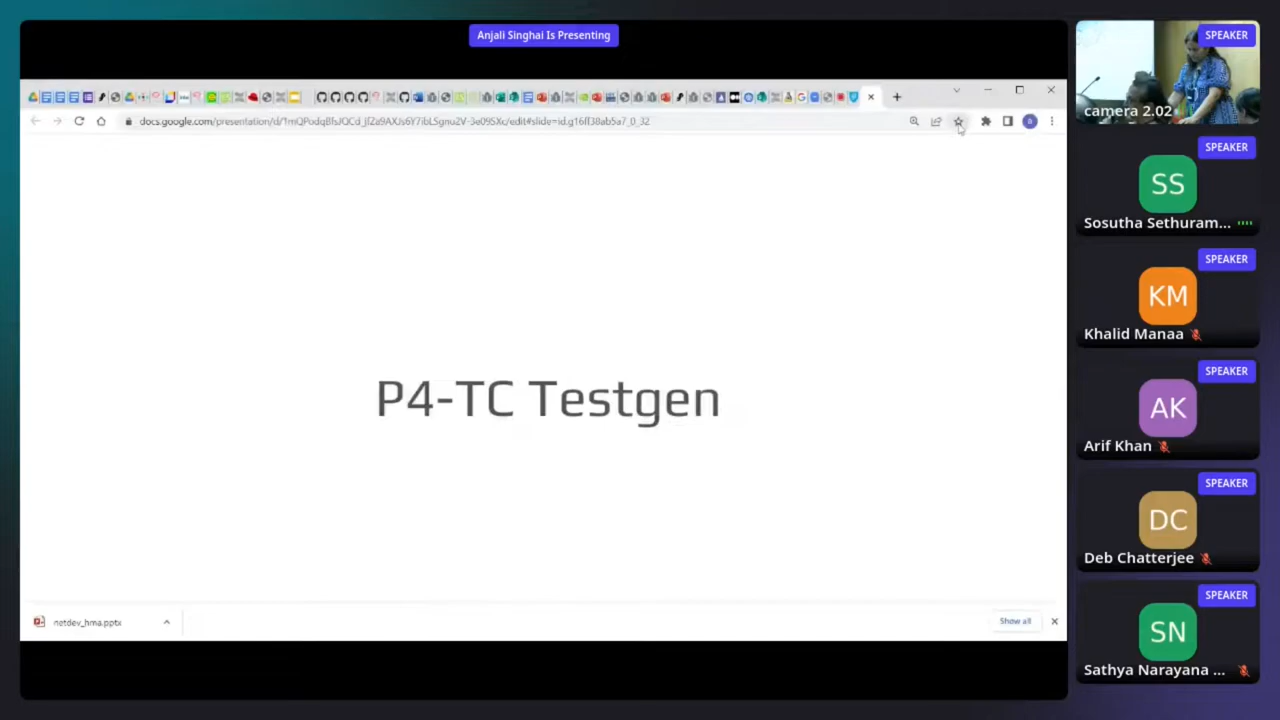 Anjali Singhai Is Presenting
P4-TC Testgen
netdev_hma.pptx
Show all
SPEAKER
camera 2.02
SPEAKER
SS
Sosutha Sethuram...
SPEAKER
KM
Khalid Manaa
SPEAKER
AK
Arif Khan
SPEAKER
DC
Deb Chatterjee
SPEAKER
SN
Sathya Narayana ...